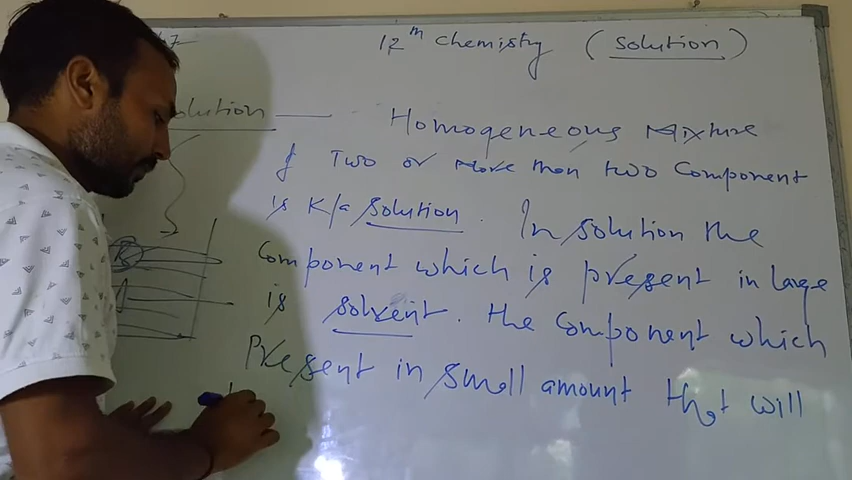 12th chemistry (solution)
olution — Homogeneous Mixture
of Two or More than two Component
is K/a solution. In solution the
Component which is present in large
is solvent. the Component which
Present in small amount that will